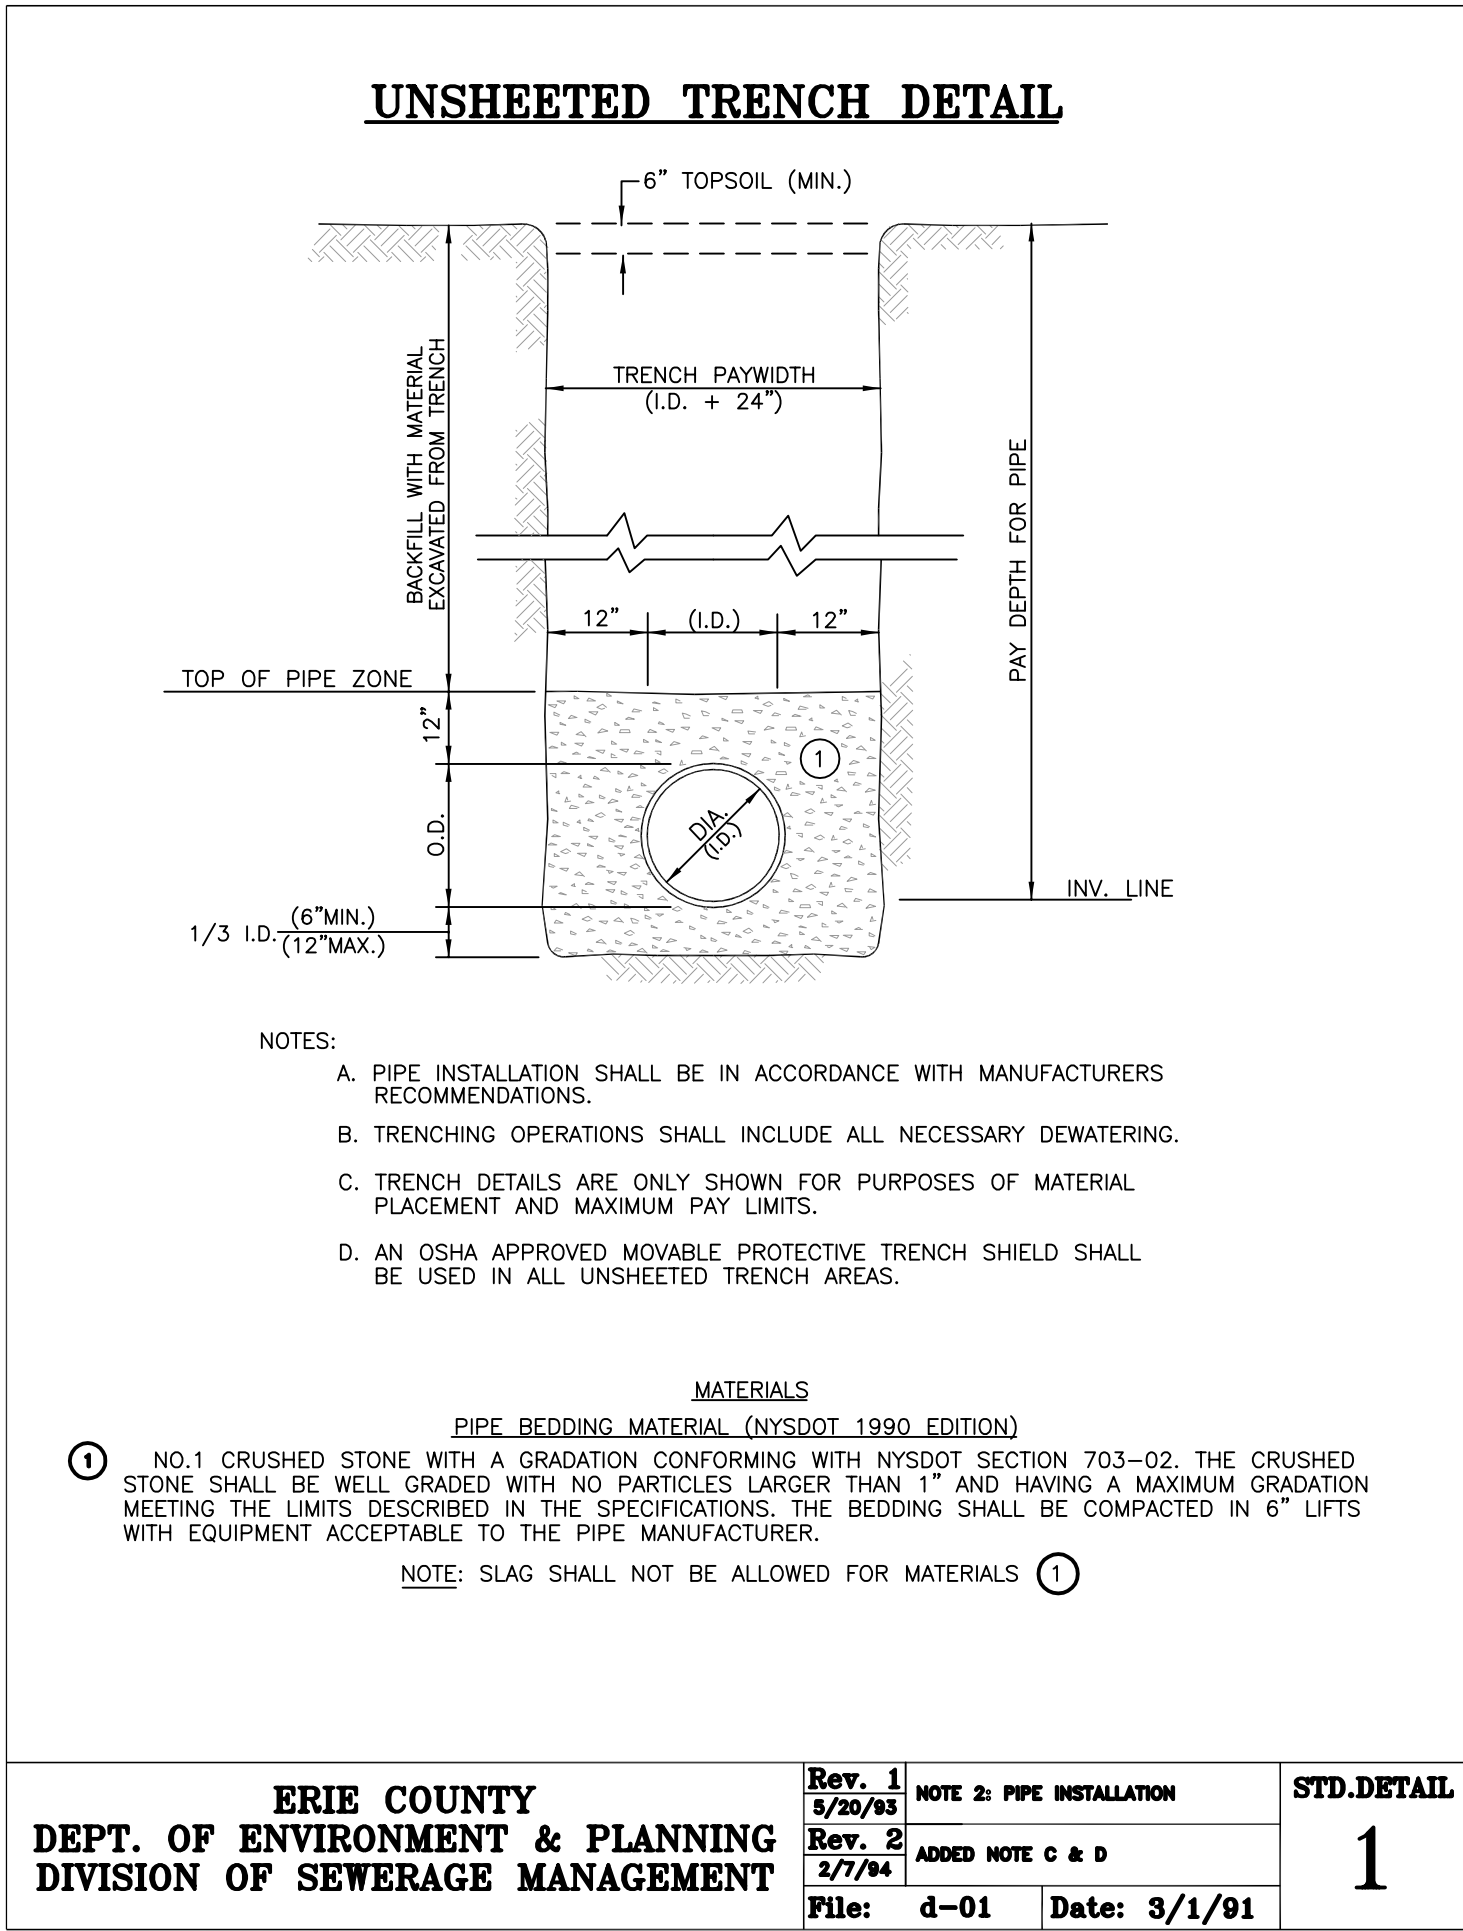 UNSHEETED TRENCH DETAIL
6" TOPSOIL (MIN.)
TRENCH PAYWIDTH
(I.D. + 24")
BACKFILL WITH MATERIAL
EXCAVATED FROM TRENCH
PAY DEPTH FOR PIPE
12" (I.D.) 12"
TOP OF PIPE ZONE
12"
1
O.D.
DIA.
(I.D.)
INV. LINE
1/3 I.D. (6"MIN.)
(12"MAX.)
NOTES:
A. PIPE INSTALLATION SHALL BE IN ACCORDANCE WITH MANUFACTURERS
RECOMMENDATIONS.
B. TRENCHING OPERATIONS SHALL INCLUDE ALL NECESSARY DEWATERING.
C. TRENCH DETAILS ARE ONLY SHOWN FOR PURPOSES OF MATERIAL
PLACEMENT AND MAXIMUM PAY LIMITS.
D. AN OSHA APPROVED MOVABLE PROTECTIVE TRENCH SHIELD SHALL
BE USED IN ALL UNSHEETED TRENCH AREAS.
MATERIALS
PIPE BEDDING MATERIAL (NYSDOT 1990 EDITION)
1 NO.1 CRUSHED STONE WITH A GRADATION CONFORMING WITH NYSDOT SECTION 703-02. THE CRUSHED
STONE SHALL BE WELL GRADED WITH NO PARTICLES LARGER THAN 1" AND HAVING A MAXIMUM GRADATION
MEETING THE LIMITS DESCRIBED IN THE SPECIFICATIONS. THE BEDDING SHALL BE COMPACTED IN 6" LIFTS
WITH EQUIPMENT ACCEPTABLE TO THE PIPE MANUFACTURER.
NOTE: SLAG SHALL NOT BE ALLOWED FOR MATERIALS 1
ERIE COUNTY
DEPT. OF ENVIRONMENT & PLANNING
DIVISION OF SEWERAGE MANAGEMENT
Rev. 1
5/20/93
NOTE 2: PIPE INSTALLATION
Rev. 2
2/7/94
ADDED NOTE C & D
File: d-01
Date: 3/1/91
STD.DETAIL
1